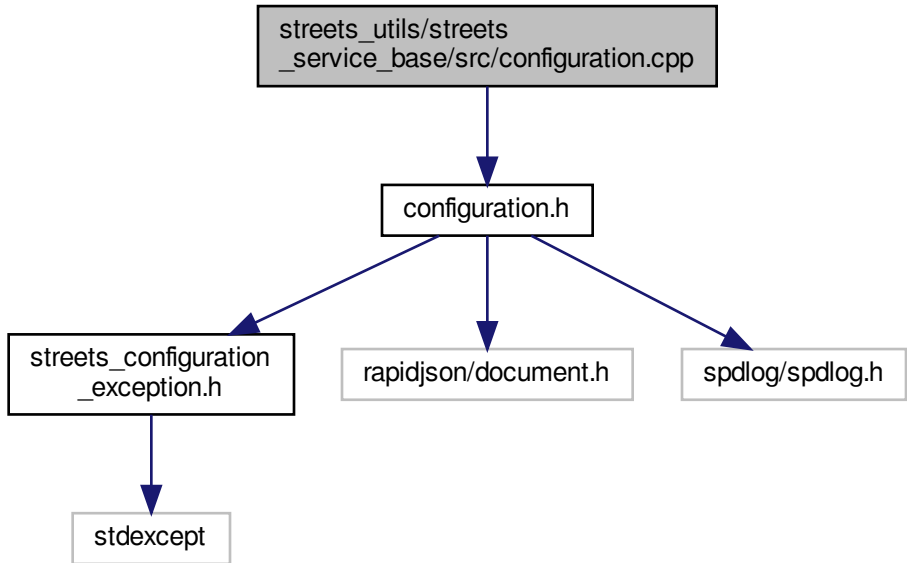 streets_utils/streets
_service_base/src/configuration.cpp
configuration.h
streets_configuration
_exception.h
rapidjson/document.h
spdlog/spdlog.h
stdexcept